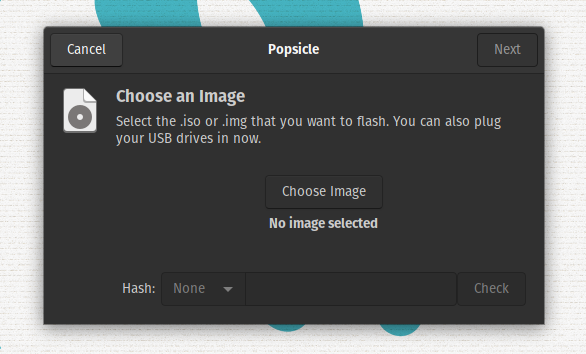 Cancel
Popsicle
Next
Choose an Image
Select the .iso or .img that you want to flash. You can also plug
your USB drives in now.
Choose Image
No image selected
Hash:
None
Check